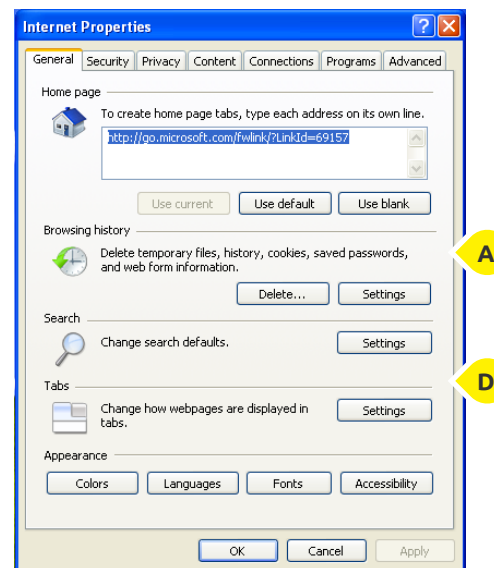 Internet Properties
General Security Privacy Content Connections Programs Advanced
Home page
To create home page tabs, type each address on its own line.
http://go.microsoft.com/fwlink/?LinkId=69157
Use current Use default Use blank
Browsing history
Delete temporary files, history, cookies, saved passwords,
and web form information.
A
Delete... Settings
Search
Change search defaults. Settings
D
Tabs
Change how webpages are displayed in
tabs.
Settings
Appearance
Colors Languages Fonts Accessibility
OK Cancel Apply